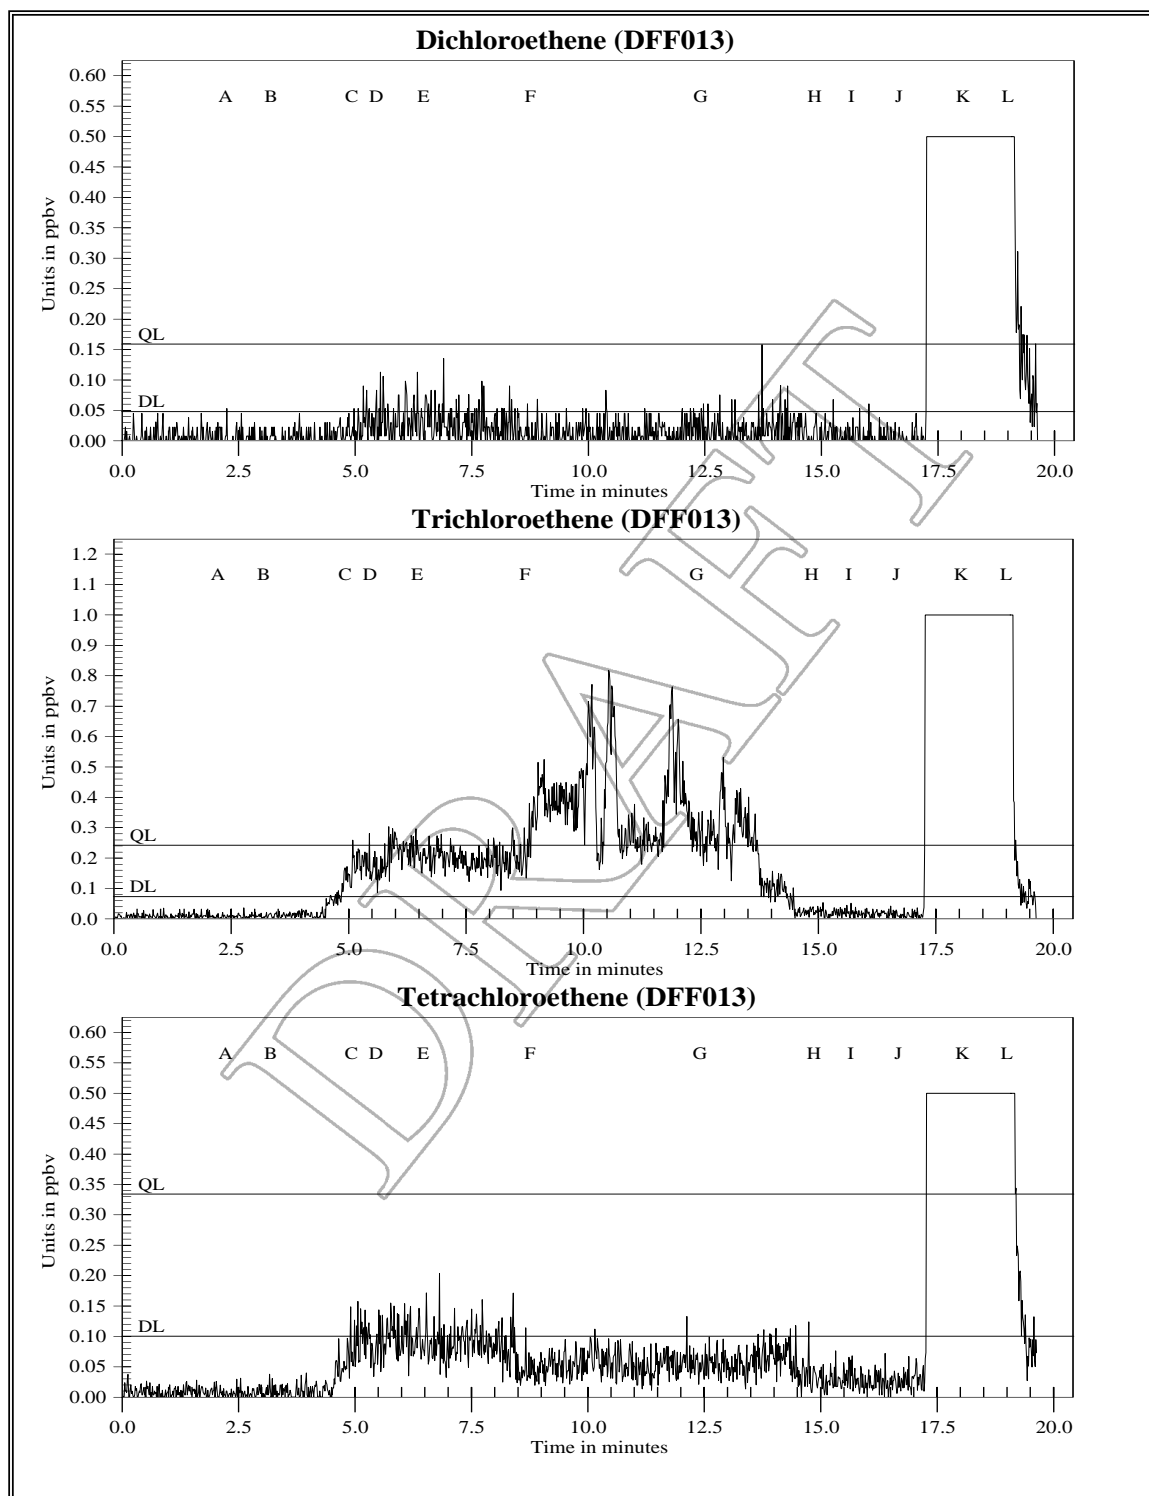 Dichloroethene (DFF013)
0.60
A B C D E F G H I J K L
0.55
0.50
0.45
0.40
0.35
0.30
0.25
0.20
QL
0.15
0.10
DL
0.05
0.00
Units in ppbv
0.0 2.5 5.0 7.5 10.0 12.5 15.0 17.5 20.0
Time in minutes
Trichloroethene (DFF013)
1.2
A B C D E F G H I J K L
1.1
1.0
0.9
0.8
0.7
0.6
0.5
0.4
0.3
QL
0.2
0.1
DL
0.0
Units in ppbv
0.0 2.5 5.0 7.5 10.0 12.5 15.0 17.5 20.0
Time in minutes
Tetrachloroethene (DFF013)
0.60
A B C D E F G H I J K L
0.55
0.50
0.45
0.40
0.35
QL
0.30
0.25
0.20
0.15
DL
0.10
0.05
0.00
Units in ppbv
0.0 2.5 5.0 7.5 10.0 12.5 15.0 17.5 20.0
Time in minutes
DRAFT